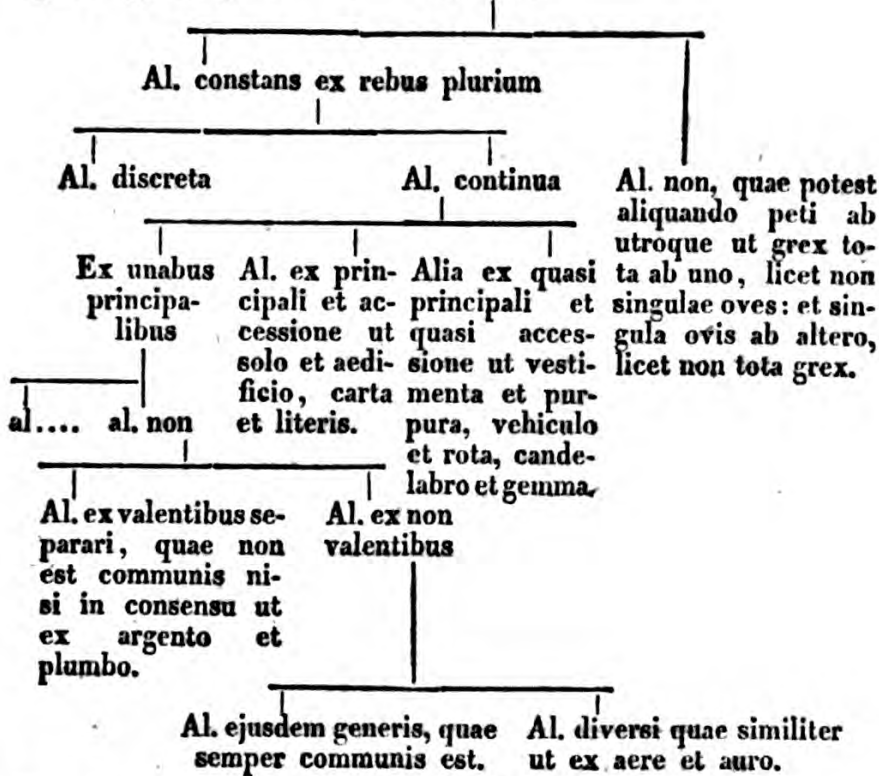 Al. constans ex rebus plurium
Al. discreta
Al. continua
Al. non, quae potest
aliquando peti ab
utroque ut grex to-
ta ab uno, licet non
singulae oves: et sin-
gula ovis ab altero,
licet non tota grex.
Ex unabus
principa-
libus
Al. ex prin-
cipali et ac-
cessione ut
solo et aedi-
ficio, carta
et literis.
Alia ex quasi
principali et
quasi acces-
sione ut vesti-
menta et pur-
pura, vehiculo
et rota, cande-
labro et gemma.
al....
al. non
Al. ex valentibus se-
parari, quae non
est communis ni-
si in consensu ut
ex argento et
plumbo.
Al. ex non
valentibus
Al. ejusdem generis, quae
semper communis est.
Al. diversi quae similiter
ut ex aere et auro.